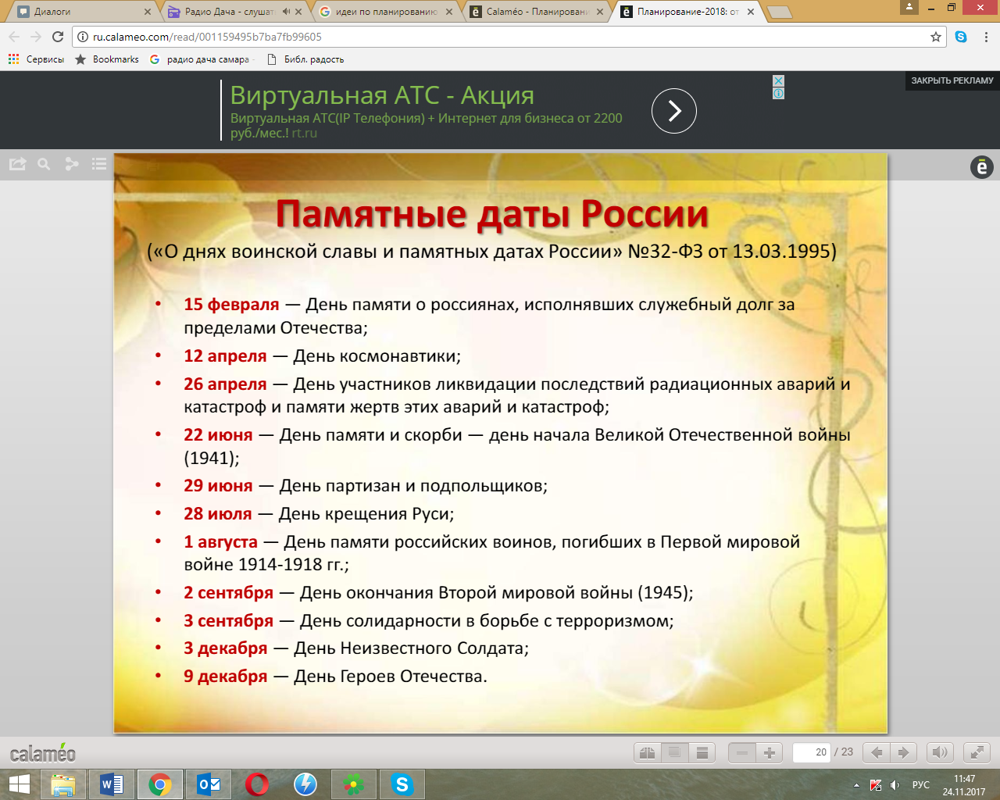 Диалоги
Радио Дача - слушат
идеи по планированию
Calaméo - Планировани
Планирование-2018: от
ru.calameo.com/read/001159495b7ba7fb99605
Сервисы
Bookmarks
радио дача самара -
Библ. радость
Виртуальная АТС - Акция
Виртуальная АТС(IP Телефония) + Интернет для бизнеса от 2200
руб./мес.! rt.ru
ЗАКРЫТЬ РЕКЛАМУ
Памятные даты России
(«О днях воинской славы и памятных датах России» №32-ФЗ от 13.03.1995)
• 15 февраля — День памяти о россиянах, исполнявших служебный долг за
пределами Отечества;
• 12 апреля — День космонавтики;
• 26 апреля — День участников ликвидации последствий радиационных аварий и
катастроф и памяти жертв этих аварий и катастроф;
• 22 июня — День памяти и скорби — день начала Великой Отечественной войны
(1941);
• 29 июня — День партизан и подпольщиков;
• 28 июля — День крещения Руси;
• 1 августа — День памяти российских воинов, погибших в Первой мировой
войне 1914-1918 гг.;
• 2 сентября — День окончания Второй мировой войны (1945);
• 3 сентября — День солидарности в борьбе с терроризмом;
• 3 декабря — День Неизвестного Солдата;
• 9 декабря — День Героев Отечества.
calaméo
20 / 23
РУС
11:47
24.11.2017